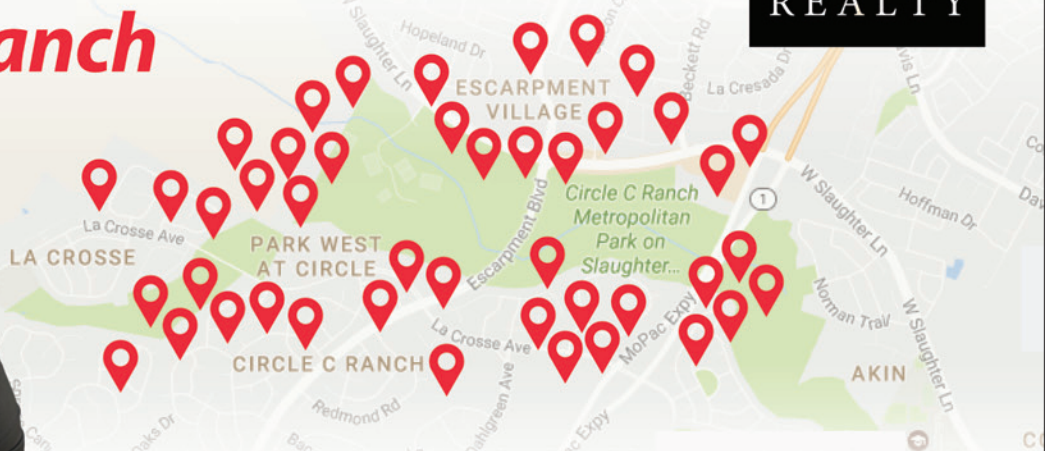 anch
REALTY
Slaughter Ln
Hopeland Dr
Beckett Rd
La Cresada Dr
ESCARPMENT
VILLAGE
Circle C Ranch
Metropolitan
Park on
Slaughter...
1
W Slaughter Ln
Hoffman Dr
La Crosse Ave
LA CROSSE
PARK WEST
AT CIRCLE
Escarpment Blvd
Norman Trail
W Slaughter Ln
MoPac Expy
La Crosse Ave
CIRCLE C RANCH
AKIN
Redmond Rd
Dahlgreen Ave